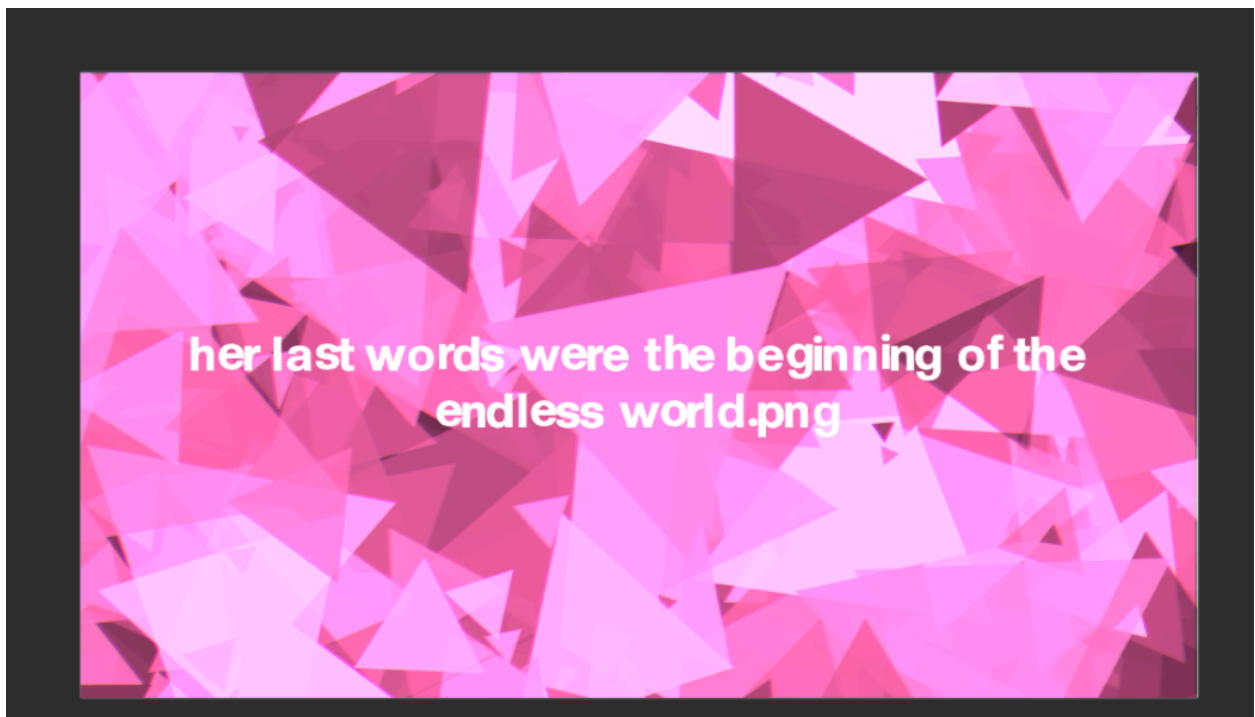 her last words were the beginning of the
endless world.png